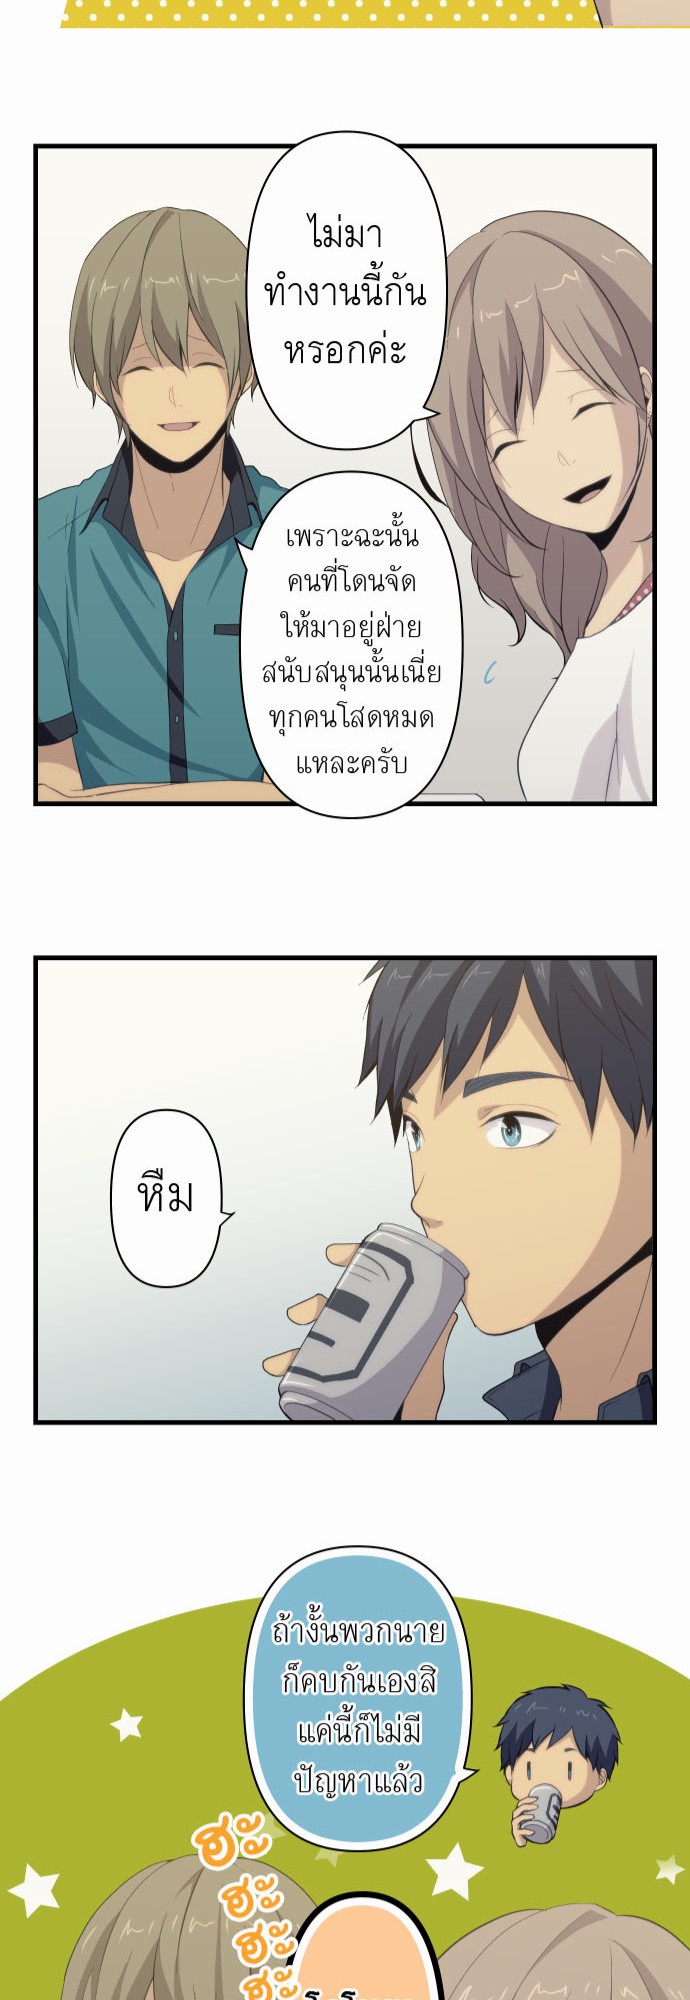 ไม่มา
ทำงานนี้กัน
หรอกค่ะ
เพราะฉะนั้น
คนที่โดนจัด
ให้มาอยู่ฝ่าย
สนับสนุนนั้นเนี่ย
ทุกคนโสดหมด
แหละครับ
หืม
ถ้างั้นพวกนาย
ก็คบกันเองสิ
แค่นี้ก็ไม่มี
ปัญหาแล้ว
ฮะ
ฮะ
ฮะ
ฮะ